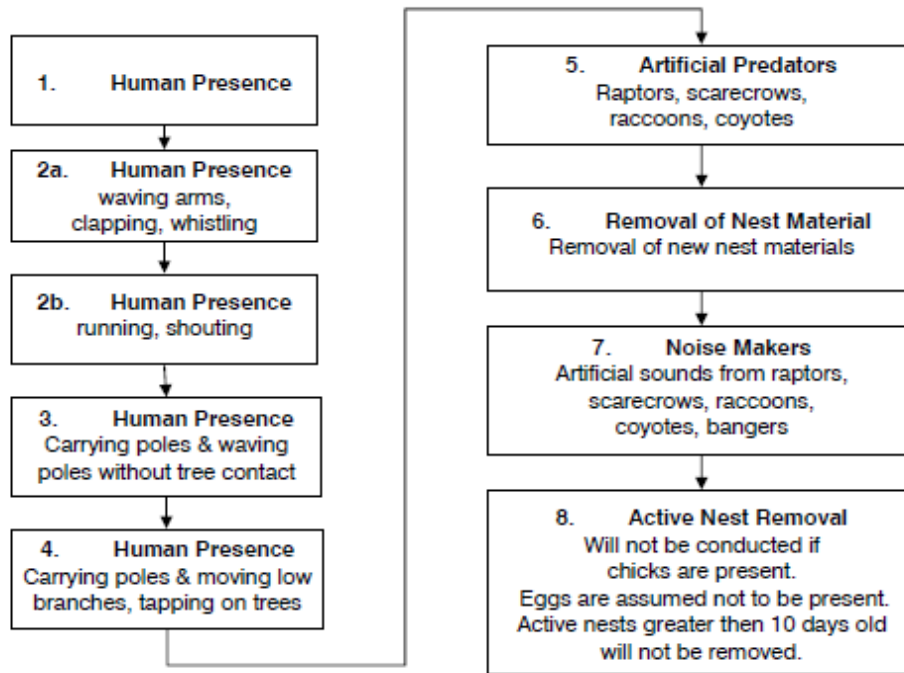 1. Human Presence
2a. Human Presence
waving arms,
clapping, whistling
2b. Human Presence
running, shouting
3. Human Presence
Carrying poles & waving
poles without tree contact
4. Human Presence
Carrying poles & moving low
branches, tapping on trees
5. Artificial Predators
Raptors, scarecrows,
raccoons, coyotes
6. Removal of Nest Material
Removal of new nest materials
7. Noise Makers
Artificial sounds from raptors,
scarecrows, raccoons,
coyotes, bangers
8. Active Nest Removal
Will not be conducted if
chicks are present.
Eggs are assumed not to be present.
Active nests greater then 10 days old
will not be removed.